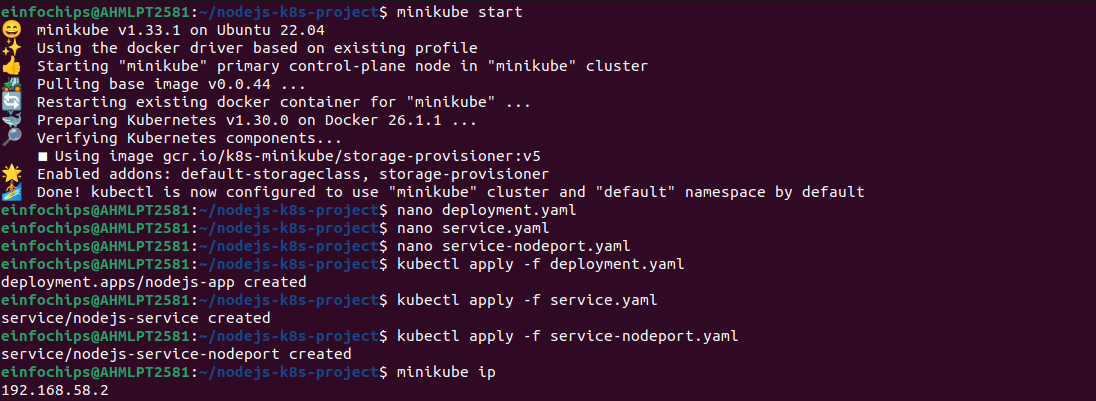 einfochips@AHMLPT2581:~/nodejs-k8s-project$ minikube start
minikube v1.33.1 on Ubuntu 22.04
Using the docker driver based on existing profile
Starting "minikube" primary control-plane node in "minikube" cluster
Pulling base image v0.0.44 ...
Restarting existing docker container for "minikube" ...
Preparing Kubernetes v1.30.0 on Docker 26.1.1 ...
Verifying Kubernetes components...
▪ Using image gcr.io/k8s-minikube/storage-provisioner:v5
Enabled addons: default-storageclass, storage-provisioner
Done! kubectl is now configured to use "minikube" cluster and "default" namespace by default
einfochips@AHMLPT2581:~/nodejs-k8s-project$ nano deployment.yaml
einfochips@AHMLPT2581:~/nodejs-k8s-project$ nano service.yaml
einfochips@AHMLPT2581:~/nodejs-k8s-project$ nano service-nodeport.yaml
einfochips@AHMLPT2581:~/nodejs-k8s-project$ kubectl apply -f deployment.yaml
deployment.apps/nodejs-app created
einfochips@AHMLPT2581:~/nodejs-k8s-project$ kubectl apply -f service.yaml
service/nodejs-service created
einfochips@AHMLPT2581:~/nodejs-k8s-project$ kubectl apply -f service-nodeport.yaml
service/nodejs-service-nodeport created
einfochips@AHMLPT2581:~/nodejs-k8s-project$ minikube ip
192.168.58.2